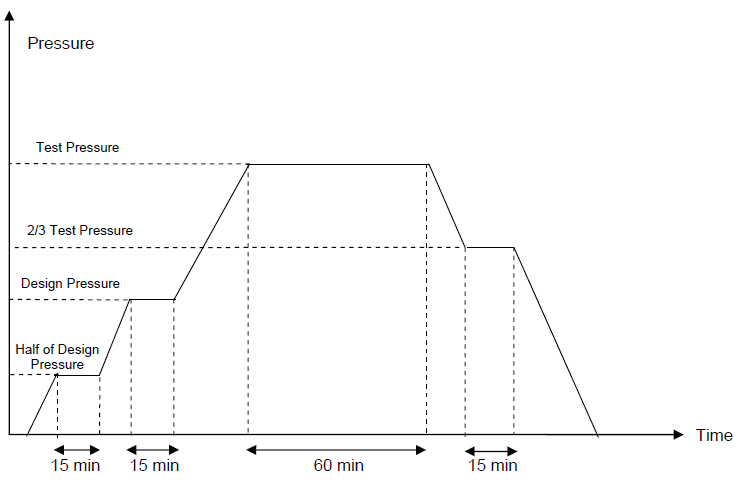 Pressure
Test Pressure
2/3 Test Pressure
Design Pressure
Half of Design
Pressure
Time
15 min
15 min
60 min
15 min